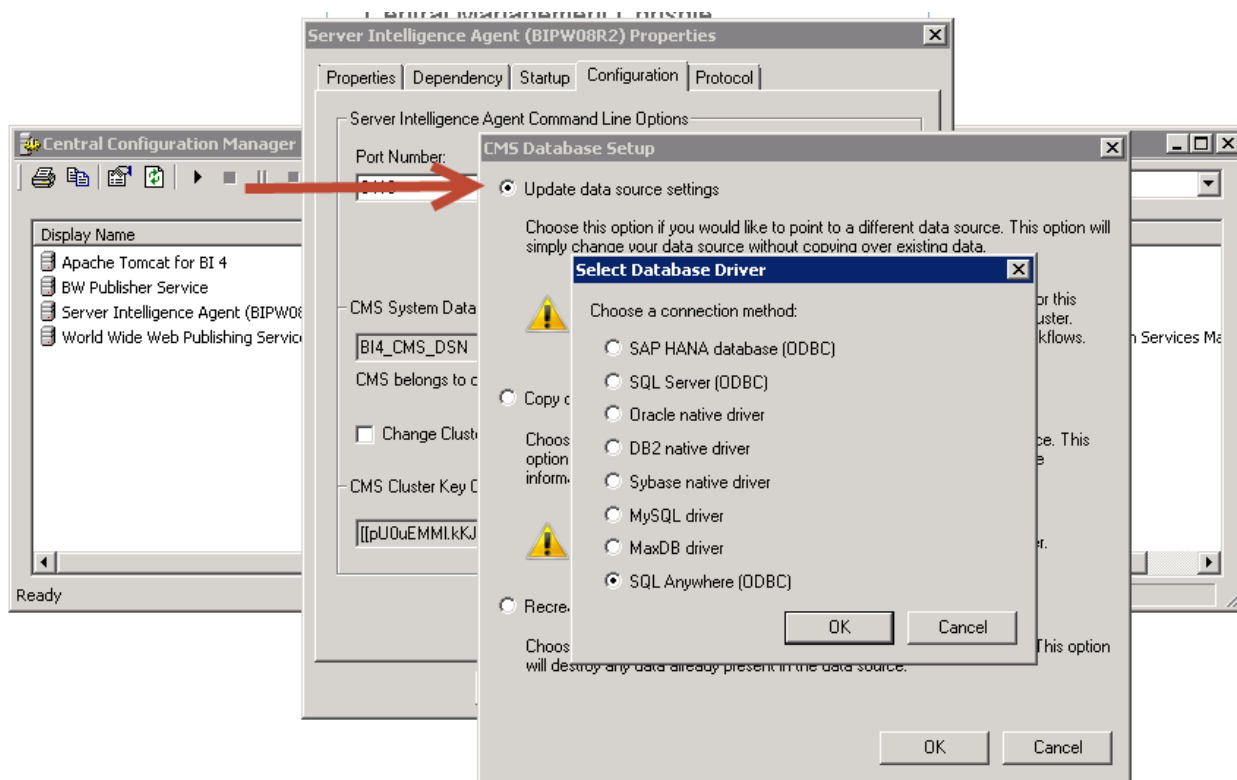 Central Management Console
Server Intelligence Agent (BIPW08R2) Properties
Properties
Dependency
Startup
Configuration
Protocol
Server Intelligence Agent Command Line Options
Port Number:
CMS System Data
BI4_CMS_DSN
CMS belongs to c
Change Clust
CMS Cluster Key C
[[pU0uEMMI.kKJ
Central Configuration Manager
Display Name
Apache Tomcat for BI 4
BW Publisher Service
Server Intelligence Agent (BIPW08
World Wide Web Publishing Servic
n Services Ma
Ready
CMS Database Setup
Update data source settings
Choose this option if you would like to point to a different data source. This option will
simply change your data source without copying over existing data.
or this
uster.
kflows.
Copy c
Choos
ce. This
option
e
inform
er.
Recre
Choos
This option
will destroy any data already present in the data source.
OK
Cancel
Select Database Driver
Choose a connection method:
SAP HANA database (ODBC)
SQL Server (ODBC)
Oracle native driver
DB2 native driver
Sybase native driver
MySQL driver
MaxDB driver
SQL Anywhere (ODBC)
OK
Cancel